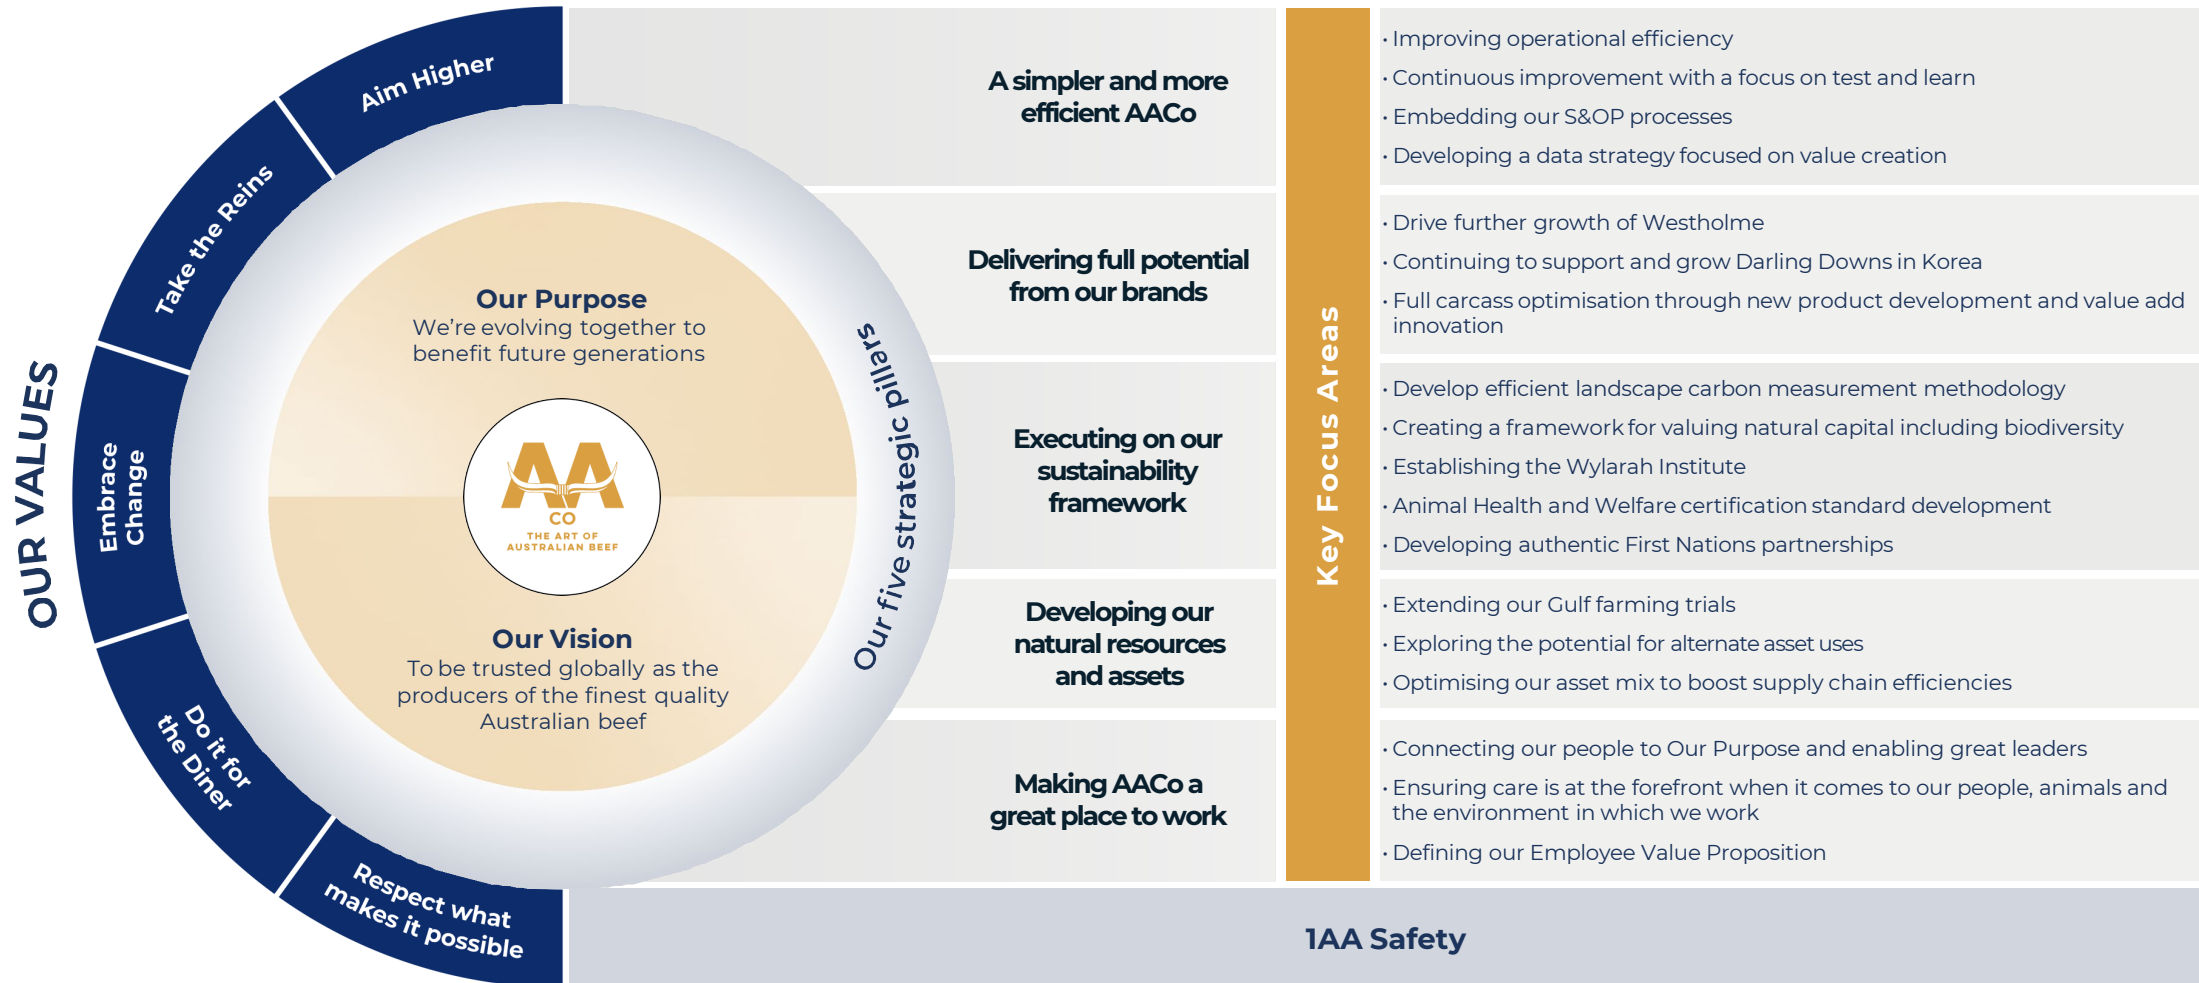 OUR VALUES
Aim Higher
Take the Reins
Embrace
Change
Do it for
the Diner
Respect what
makes it possible
Our Purpose
We're evolving together to
benefit future generations
AA
CO
THE ART OF
AUSTRALIAN BEEF
Our Vision
To be trusted globally as the
producers of the finest quality
Australian beef
Our five strategic pillars
A simpler and more
efficient AACo
Delivering full potential
from our brands
Executing on our
sustainability
framework
Developing our
natural resources
and assets
Making AACo a
great place to work
Key Focus Areas
• Improving operational efficiency
• Continuous improvement with a focus on test and learn
• Embedding our S&OP processes
• Developing a data strategy focused on value creation
• Drive further growth of Westholme
• Continuing to support and grow Darling Downs in Korea
• Full carcass optimisation through new product development and value add
innovation
• Develop efficient landscape carbon measurement methodology
• Creating a framework for valuing natural capital including biodiversity
• Establishing the Wylarah Institute
• Animal Health and Welfare certification standard development
• Developing authentic First Nations partnerships
• Extending our Gulf farming trials
• Exploring the potential for alternate asset uses
• Optimising our asset mix to boost supply chain efficiencies
• Connecting our people to Our Purpose and enabling great leaders
• Ensuring care is at the forefront when it comes to our people, animals and
the environment in which we work
• Defining our Employee Value Proposition
1AA Safety